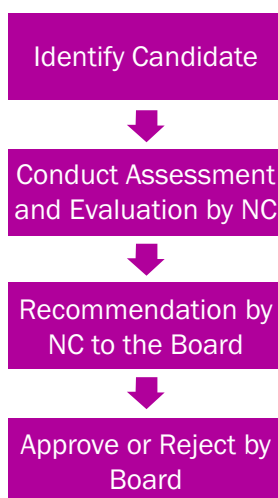 Identify Candidate
Conduct Assessment
and Evaluation by NC
Recommendation by
NC to the Board
Approve or Reject by
Board